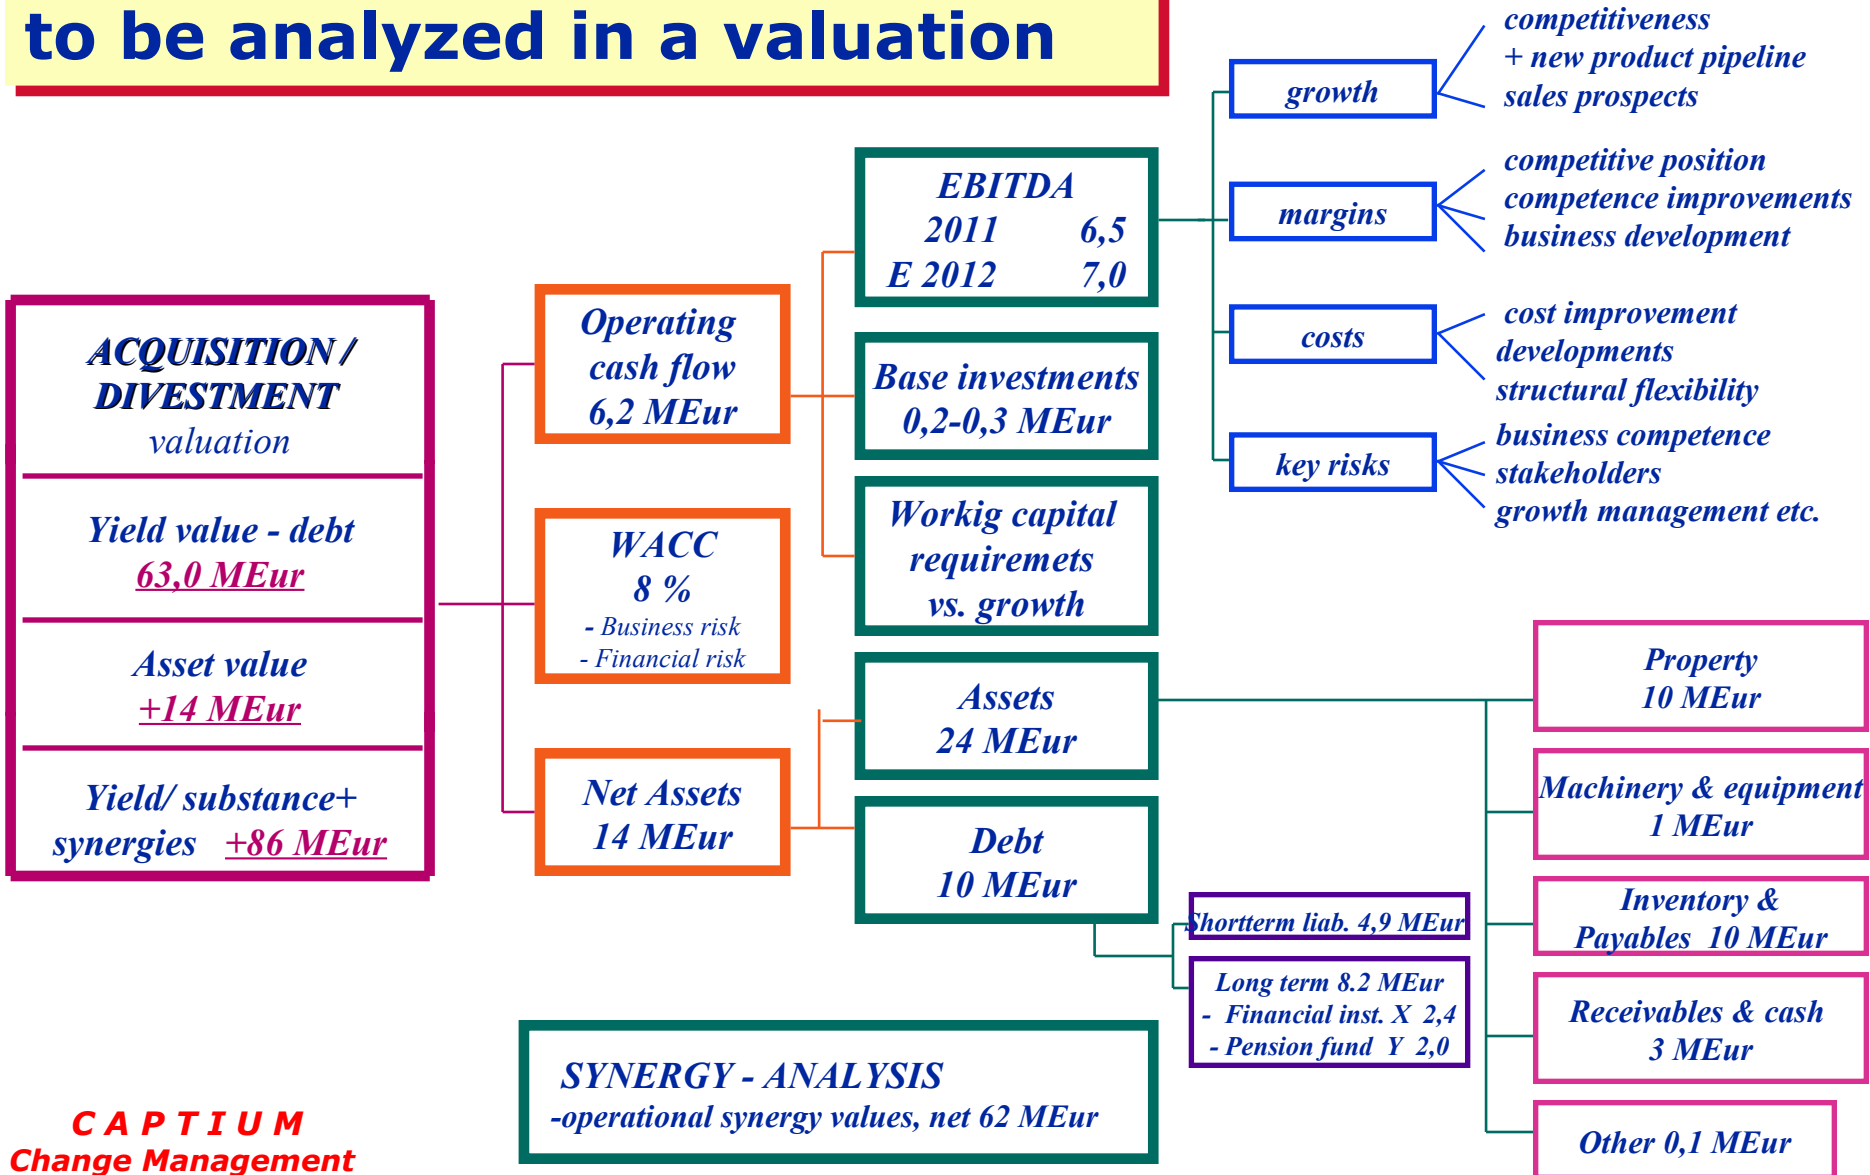 to be analyzed in a valuation
ACQUISITION /
DIVESTMENT
valuation
Yield value - debt
63,0 MEur
Asset value
+14 MEur
Yield/ substance+
synergies +86 MEur
Operating
cash flow
6,2 MEur
WACC
8 %
- Business risk
- Financial risk
Net Assets
14 MEur
EBITDA
2011 6,5
E 2012 7,0
Base investments
0,2-0,3 MEur
Workig capital
requiremets
vs. growth
Assets
24 MEur
Debt
10 MEur
growth
competitiveness
+ new product pipeline
sales prospects
margins
competitive position
competence improvements
business development
costs
cost improvement
developments
structural flexibility
key risks
business competence
stakeholders
growth management etc.
Property
10 MEur
Machinery & equipment
1 MEur
Inventory &
Payables 10 MEur
Receivables & cash
3 MEur
Other 0,1 MEur
Shortterm liab. 4,9 MEur
Long term 8.2 MEur
- Financial inst. X 2,4
- Pension fund Y 2,0
SYNERGY - ANALYSIS
-operational synergy values, net 62 MEur
C A P T I U M
Change Management